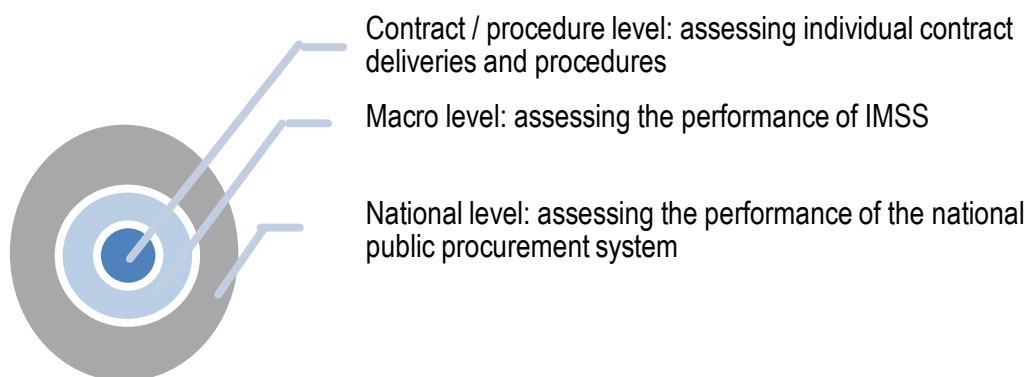 Contract / procedure level: assessing individual contract
deliveries and procedures
Macro level: assessing the performance of IMSS
National level: assessing the performance of the national
public procurement system